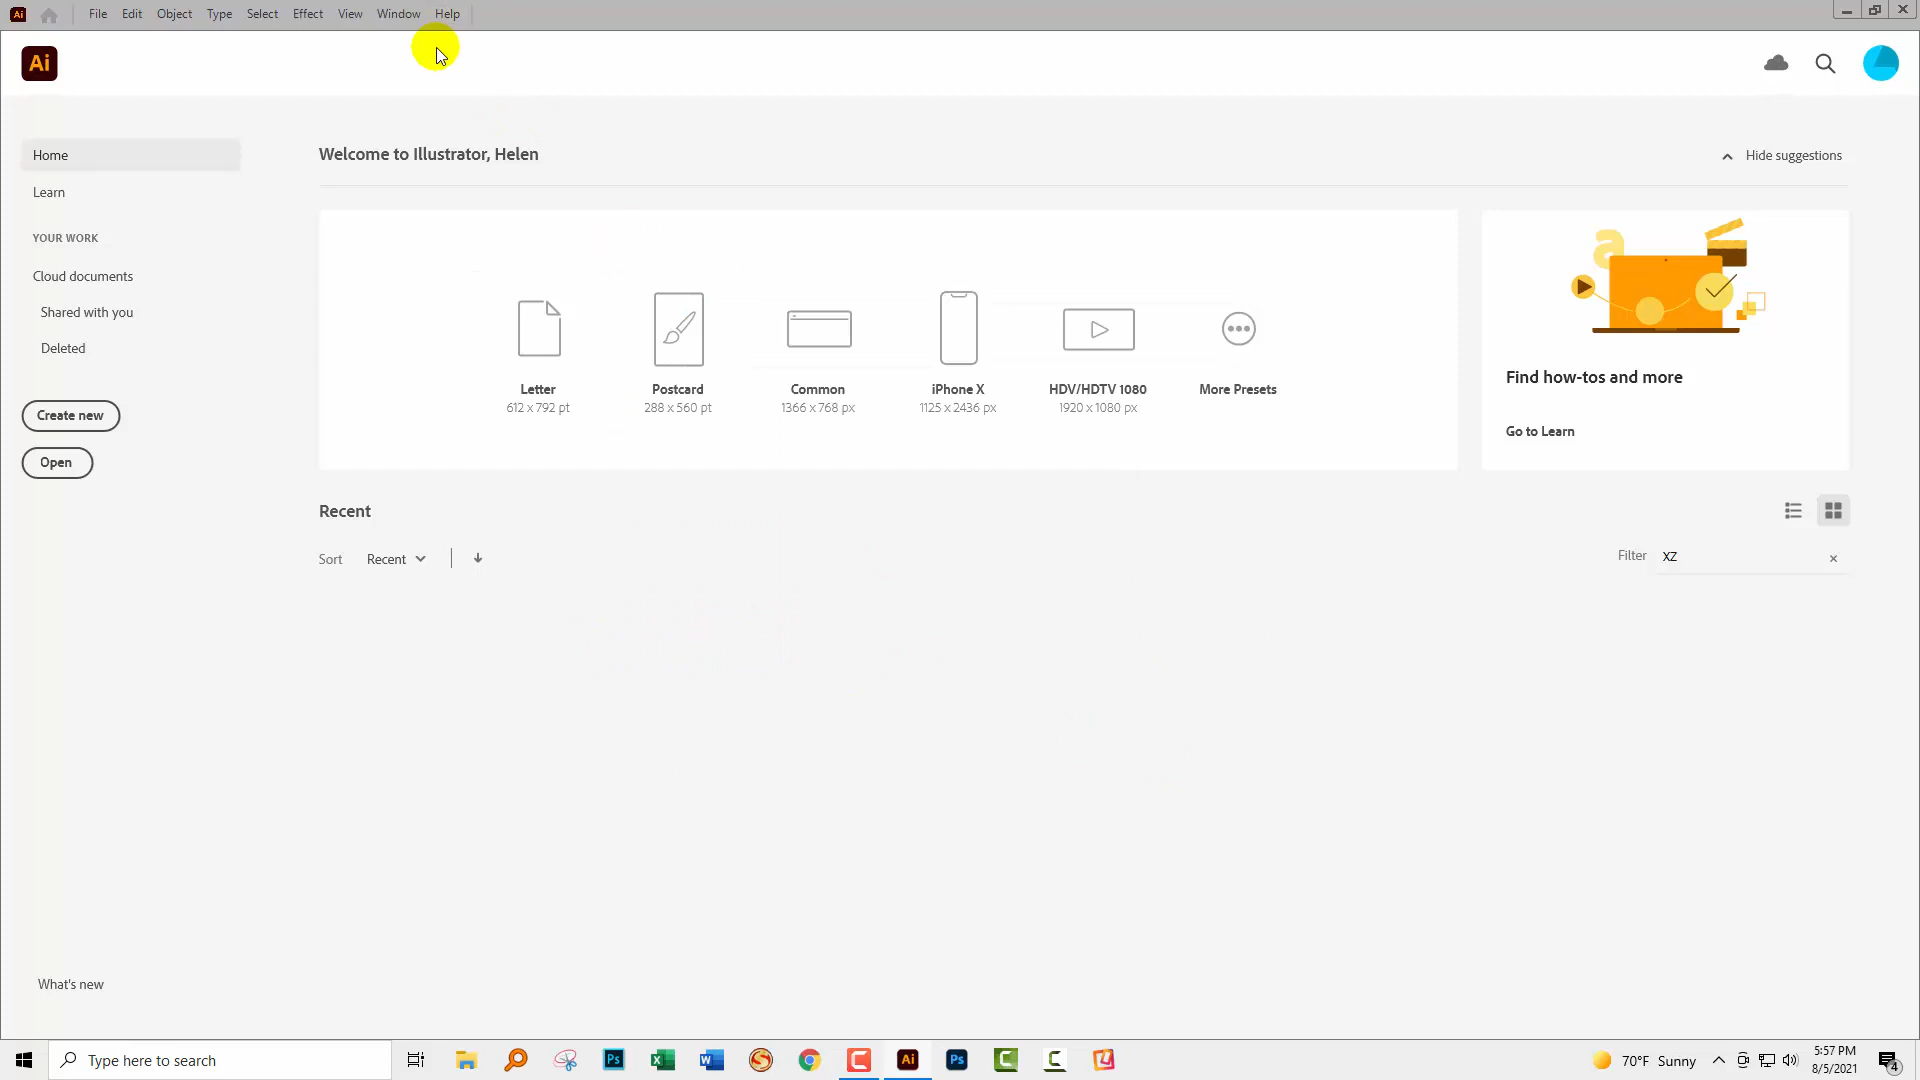 Ai File Edit Object Type Select Effect View Window Help
Ai
Home
Learn
YOUR WORK
Cloud documents
Shared with you
Deleted
Create new
Open
What's new
Welcome to Illustrator, Helen
Hide suggestions
Letter
612 x 792 pt
Postcard
288 x 560 pt
Common
1366 x 768 px
iPhone X
1125 x 2436 px
HDV/HDTV 1080
1920 x 1080 px
More Presets
a
Find how-tos and more
Go to Learn
Recent
Sort Recent
Filter XZ
Type here to search
Ps
X
W
S
C
Ai
Ps
C
C
70°F Sunny
5:57 PM
8/5/2021
4